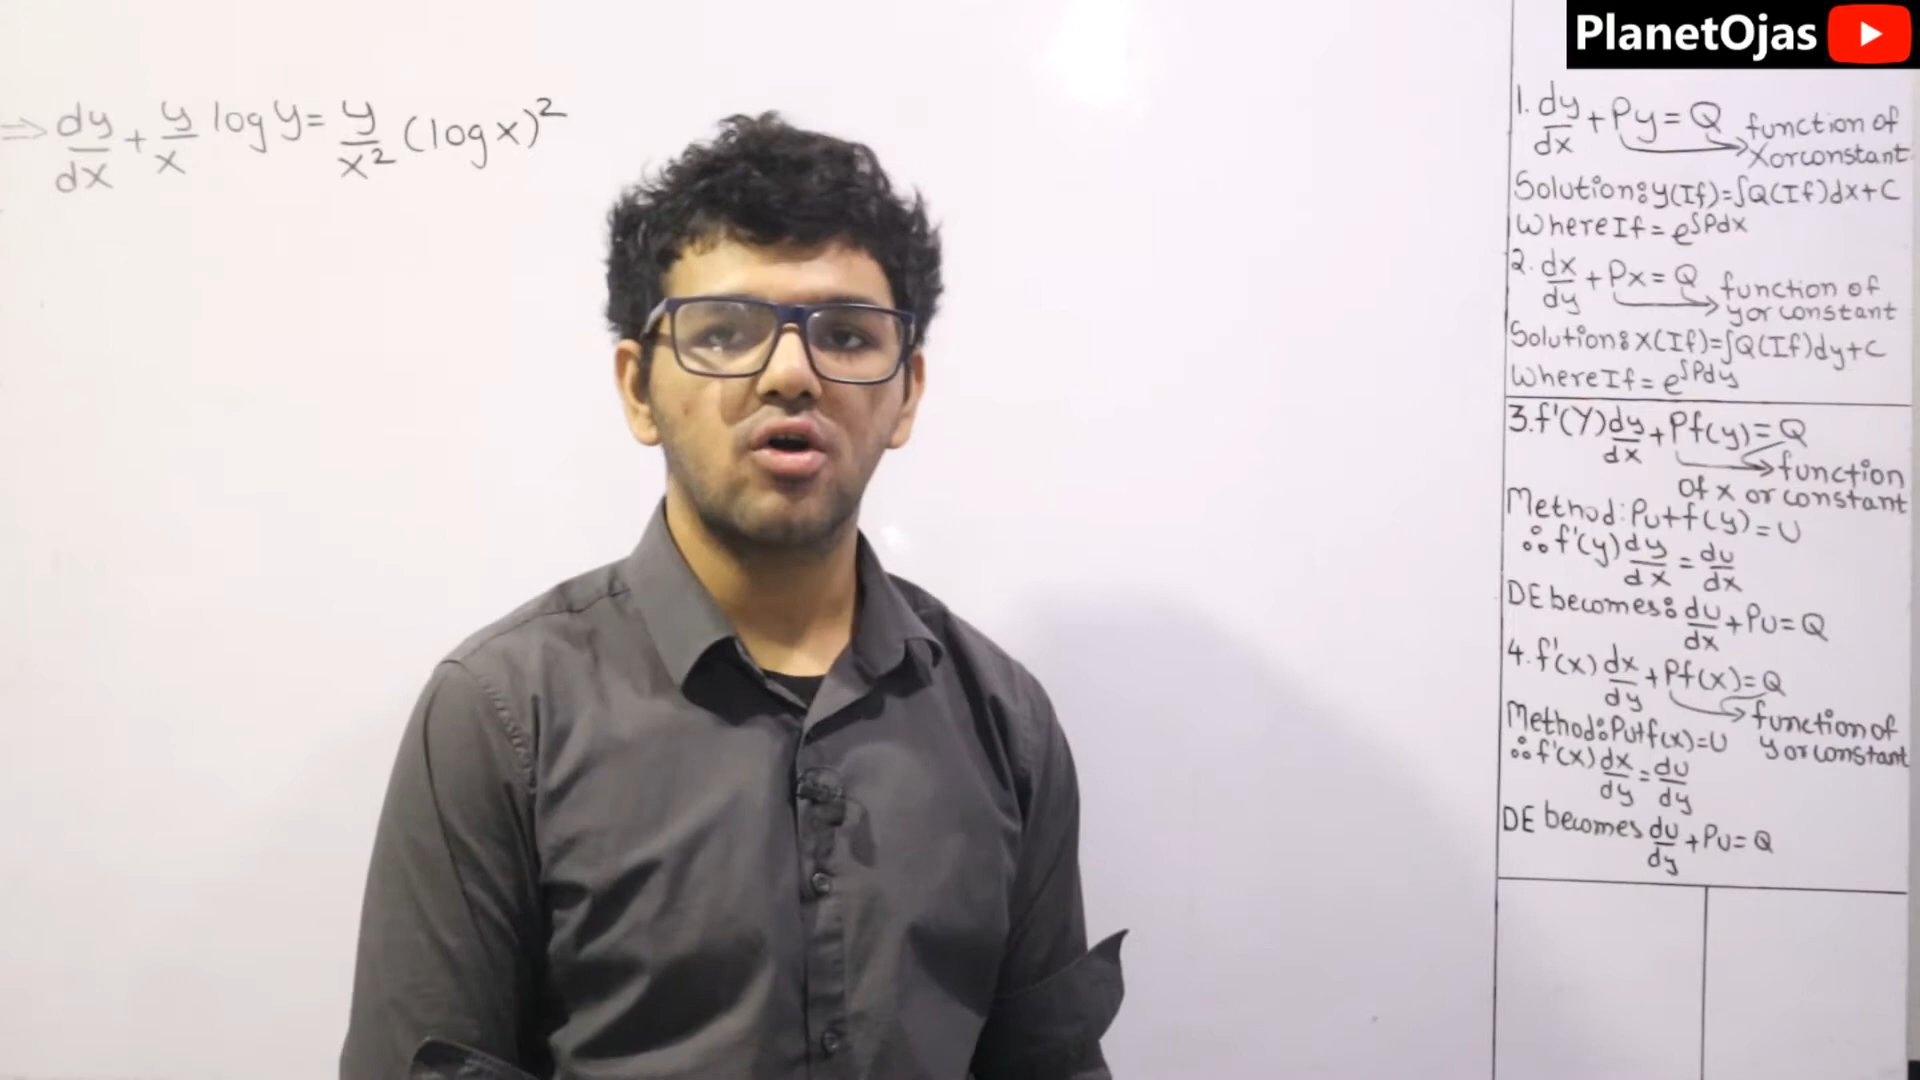 PlanetOjas
⇒ dy/dx + y/x log y = y/x² (log x)²
1. dy/dx + Py = Q function of
x or constant
Solution: y(If)=∫Q(If)dx+C
Where If = e^∫Pdx
2. dx/dy + Px = Q function of
y or constant
Solution: x(If)=∫Q(If)dy+C
Where If = e^∫Pdy
3. f'(Y) dy/dx + Pf(y) = Q
function
of x or constant
Method: Put f(y) = U
∴ f'(y) dy/dx = du/dx
DE becomes: du/dx + Pu = Q
4. f'(x) dx/dy + Pf(x) = Q
function of
y or constant
Method: Put f(x) = U
∴ f'(x) dx/dy = du/dy
DE becomes du/dy + Pu = Q